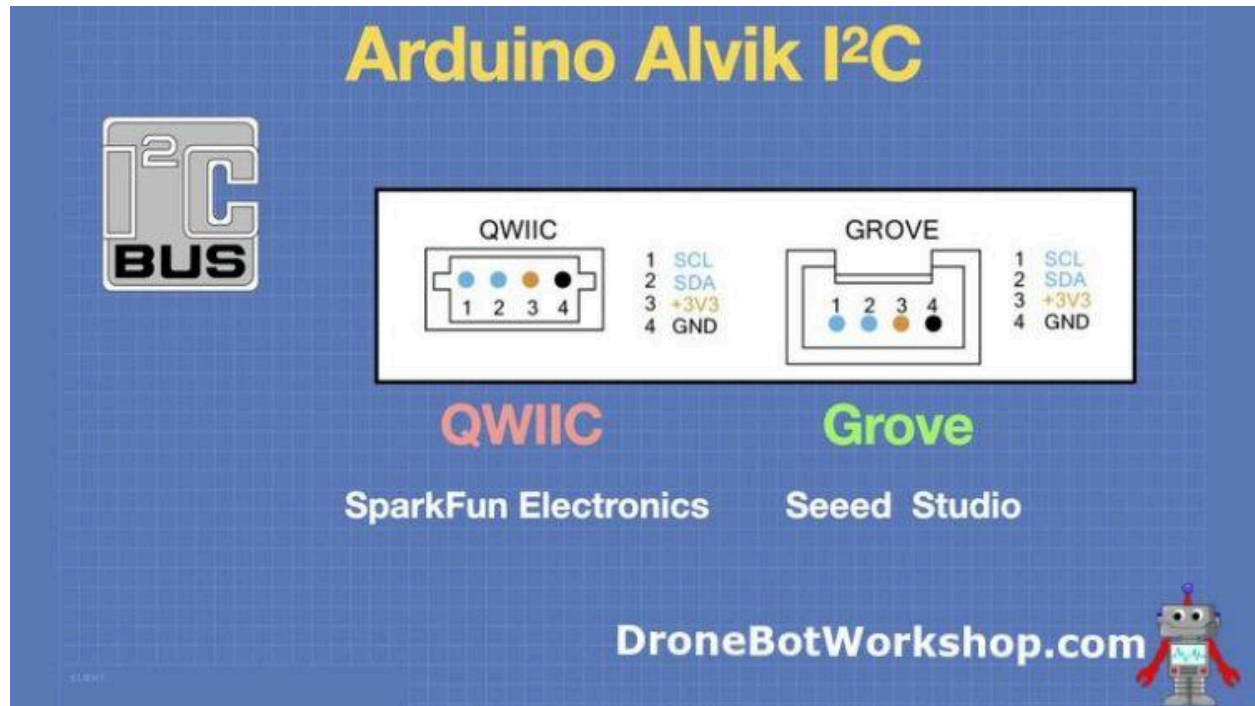 Arduino Alvik I²C
I²C
BUS
QWIIC
1 2 3 4
1 SCL
2 SDA
3 +3V3
4 GND
GROVE
1 2 3 4
1 SCL
2 SDA
3 +3V3
4 GND
QWIIC
Grove
SparkFun Electronics
Seeed Studio
DroneBotWorkshop.com